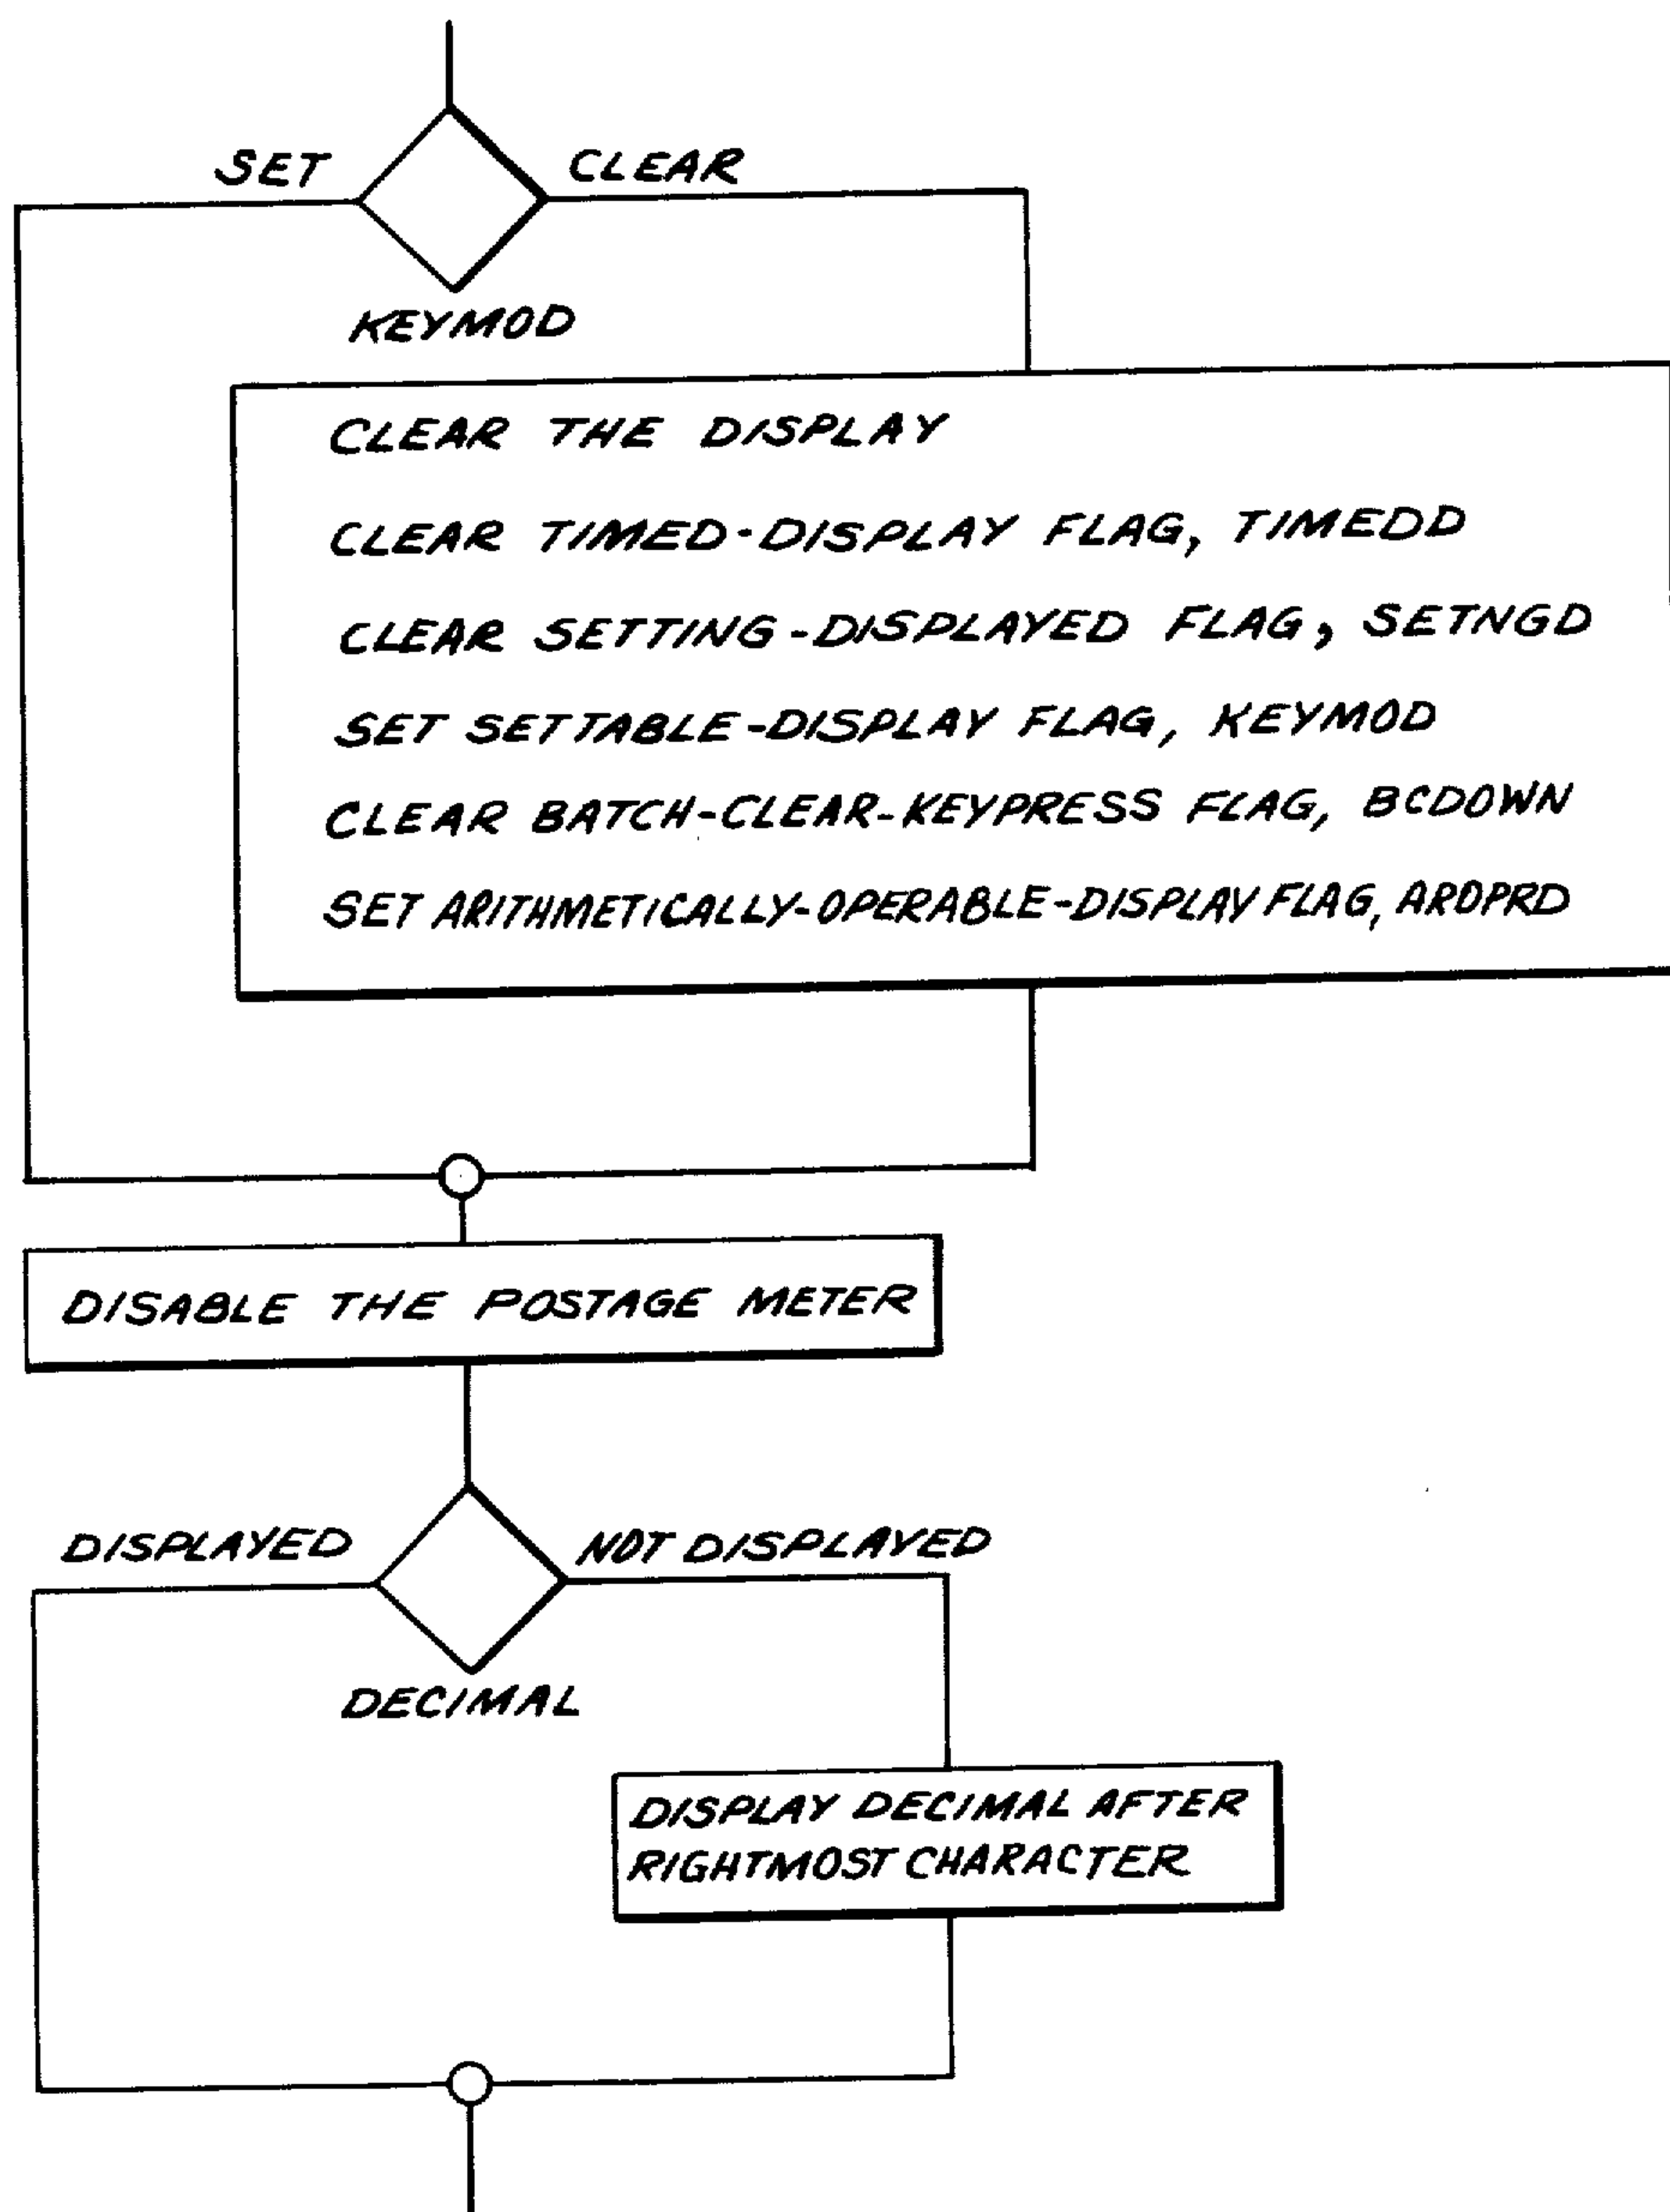 SET
CLEAR
KEYMOD
CLEAR THE DISPLAY
CLEAR TIMED-DISPLAY FLAG, TIMEDD
CLEAR SETTING-DISPLAYED FLAG, SETNGD
SET SETTABLE-DISPLAY FLAG, KEYMOD
CLEAR BATCH-CLEAR-KEYPRESS FLAG, BCDOWN
SET ARITHMETICALLY-OPERABLE-DISPLAY FLAG, AROPRD
DISABLE THE POSTAGE METER
DISPLAYED
NOT DISPLAYED
DECIMAL
DISPLAY DECIMAL AFTER
RIGHTMOST CHARACTER